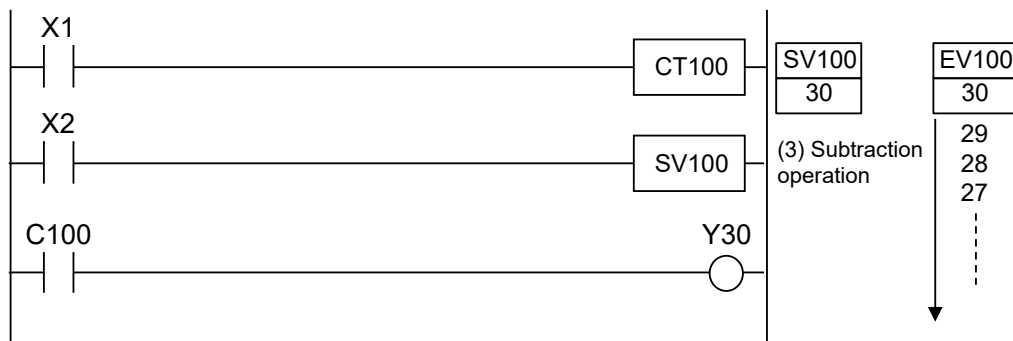 X1
CT100
SV100
30
EV100
30
X2
SV100
(3) Subtraction
operation
29
28
27
C100
Y30